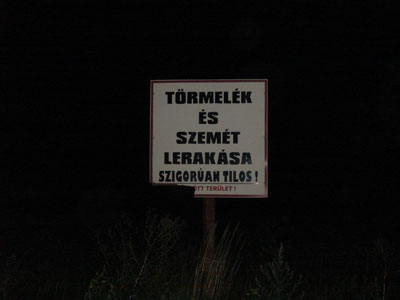 TÖRMELÉK
ÉS
SZEMÉT
LERAKÁSA
SZIGORÚAN TILOS!
TERÜLET!